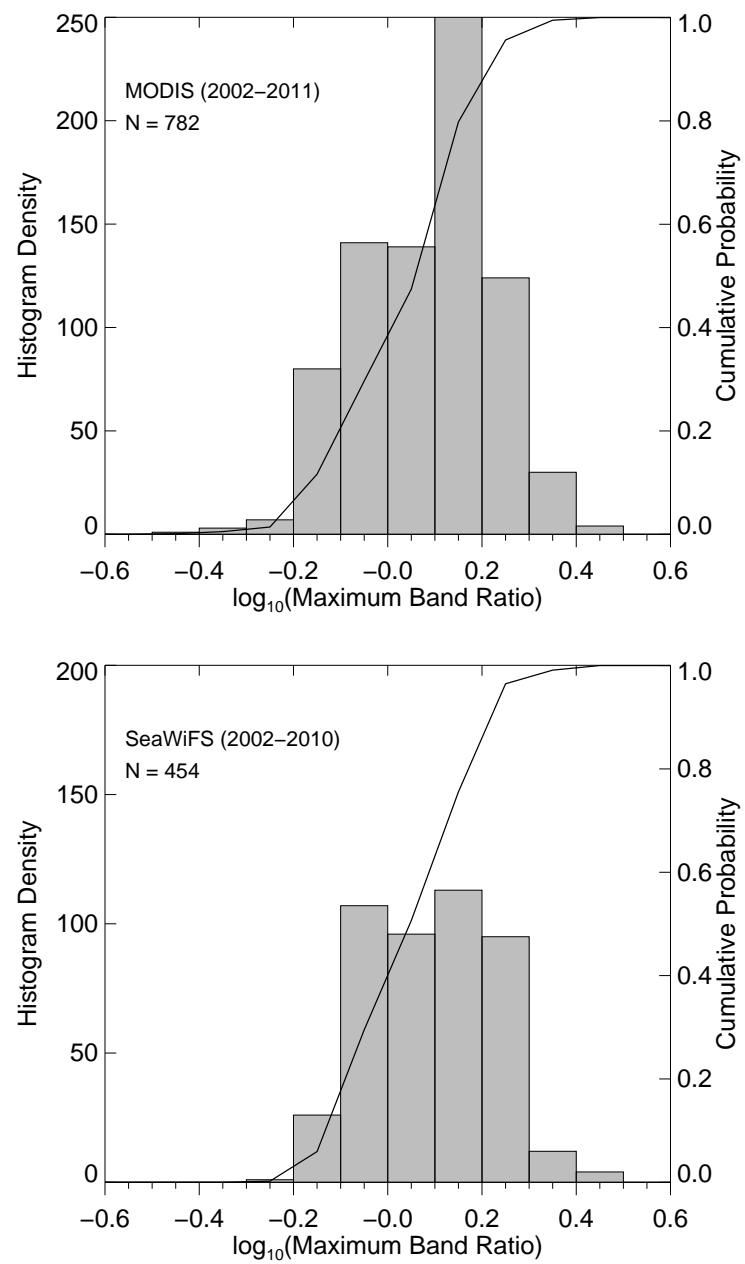 MODIS (2002−2011)
N = 782
Histogram Density
250
200
150
100
50
0
Cumulative Probability
1.0
0.8
0.6
0.4
0.2
0.0
−0.6 −0.4 −0.2 −0.0 0.2 0.4 0.6
log₁₀(Maximum Band Ratio)
SeaWiFS (2002−2010)
N = 454
Histogram Density
200
150
100
50
0
Cumulative Probability
1.0
0.8
0.6
0.4
0.2
0.0
−0.6 −0.4 −0.2 −0.0 0.2 0.4 0.6
log₁₀(Maximum Band Ratio)